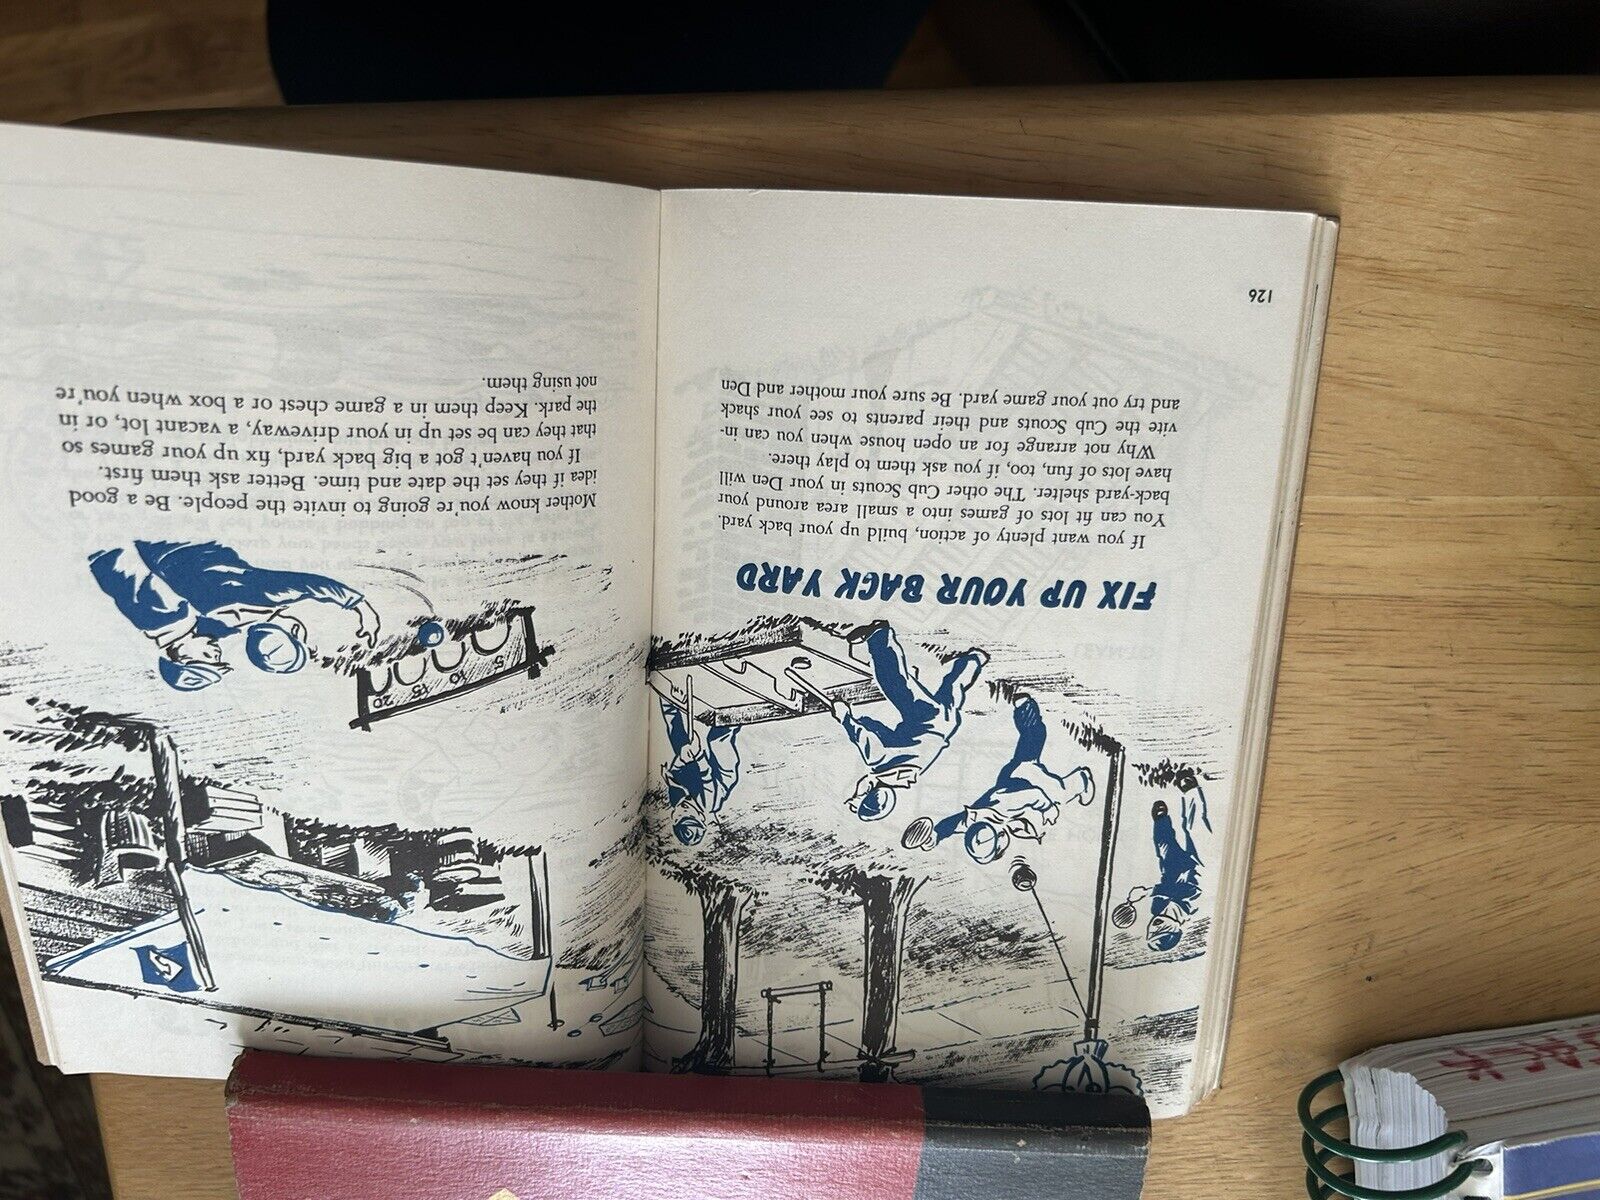 FIX UP YOUR BACK YARD
If you want plenty of action, build up your back yard.
You can fit lots of games into a small area around your
back-yard shelter. The other Cub Scouts in your Den will
have lots of fun, too, if you ask them to play there.
Why not arrange for an open house when you can in-
vite the Cub Scouts and their parents to see your shack
and try out your game yard. Be sure your mother and Den
126
20
15
10
5
Mother know you're going to invite the people. Be a good
idea if they set the date and time. Better ask them first.
If you haven't got a big back yard, fix up your games so
that they can be set up in your driveway, a vacant lot, or in
the park. Keep them in a game chest or a box when you're
not using them.